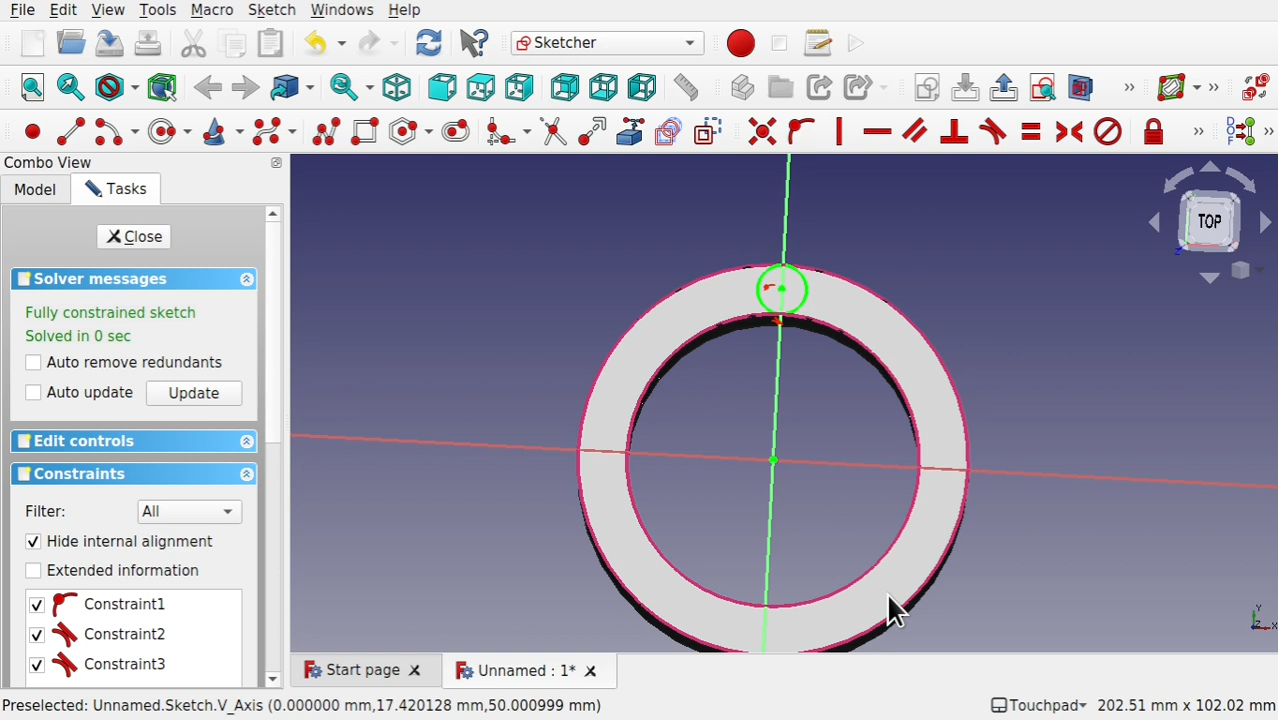 File Edit View Tools Macro Sketch Windows Help
Sketcher
Combo View
Model Tasks
TOP
Close
Solver messages
Fully constrained sketch
Solved in 0 sec
Auto remove redundants
Auto update Update
Edit controls
Constraints
Filter: All
Hide internal alignment
Extended information
Constraint1
Constraint2
Constraint3
Start page Unnamed : 1*
Preselected: Unnamed.Sketch.V_Axis (0.000000 mm,17.420128 mm,50.000999 mm) Touchpad 202.51 mm x 102.02 mm